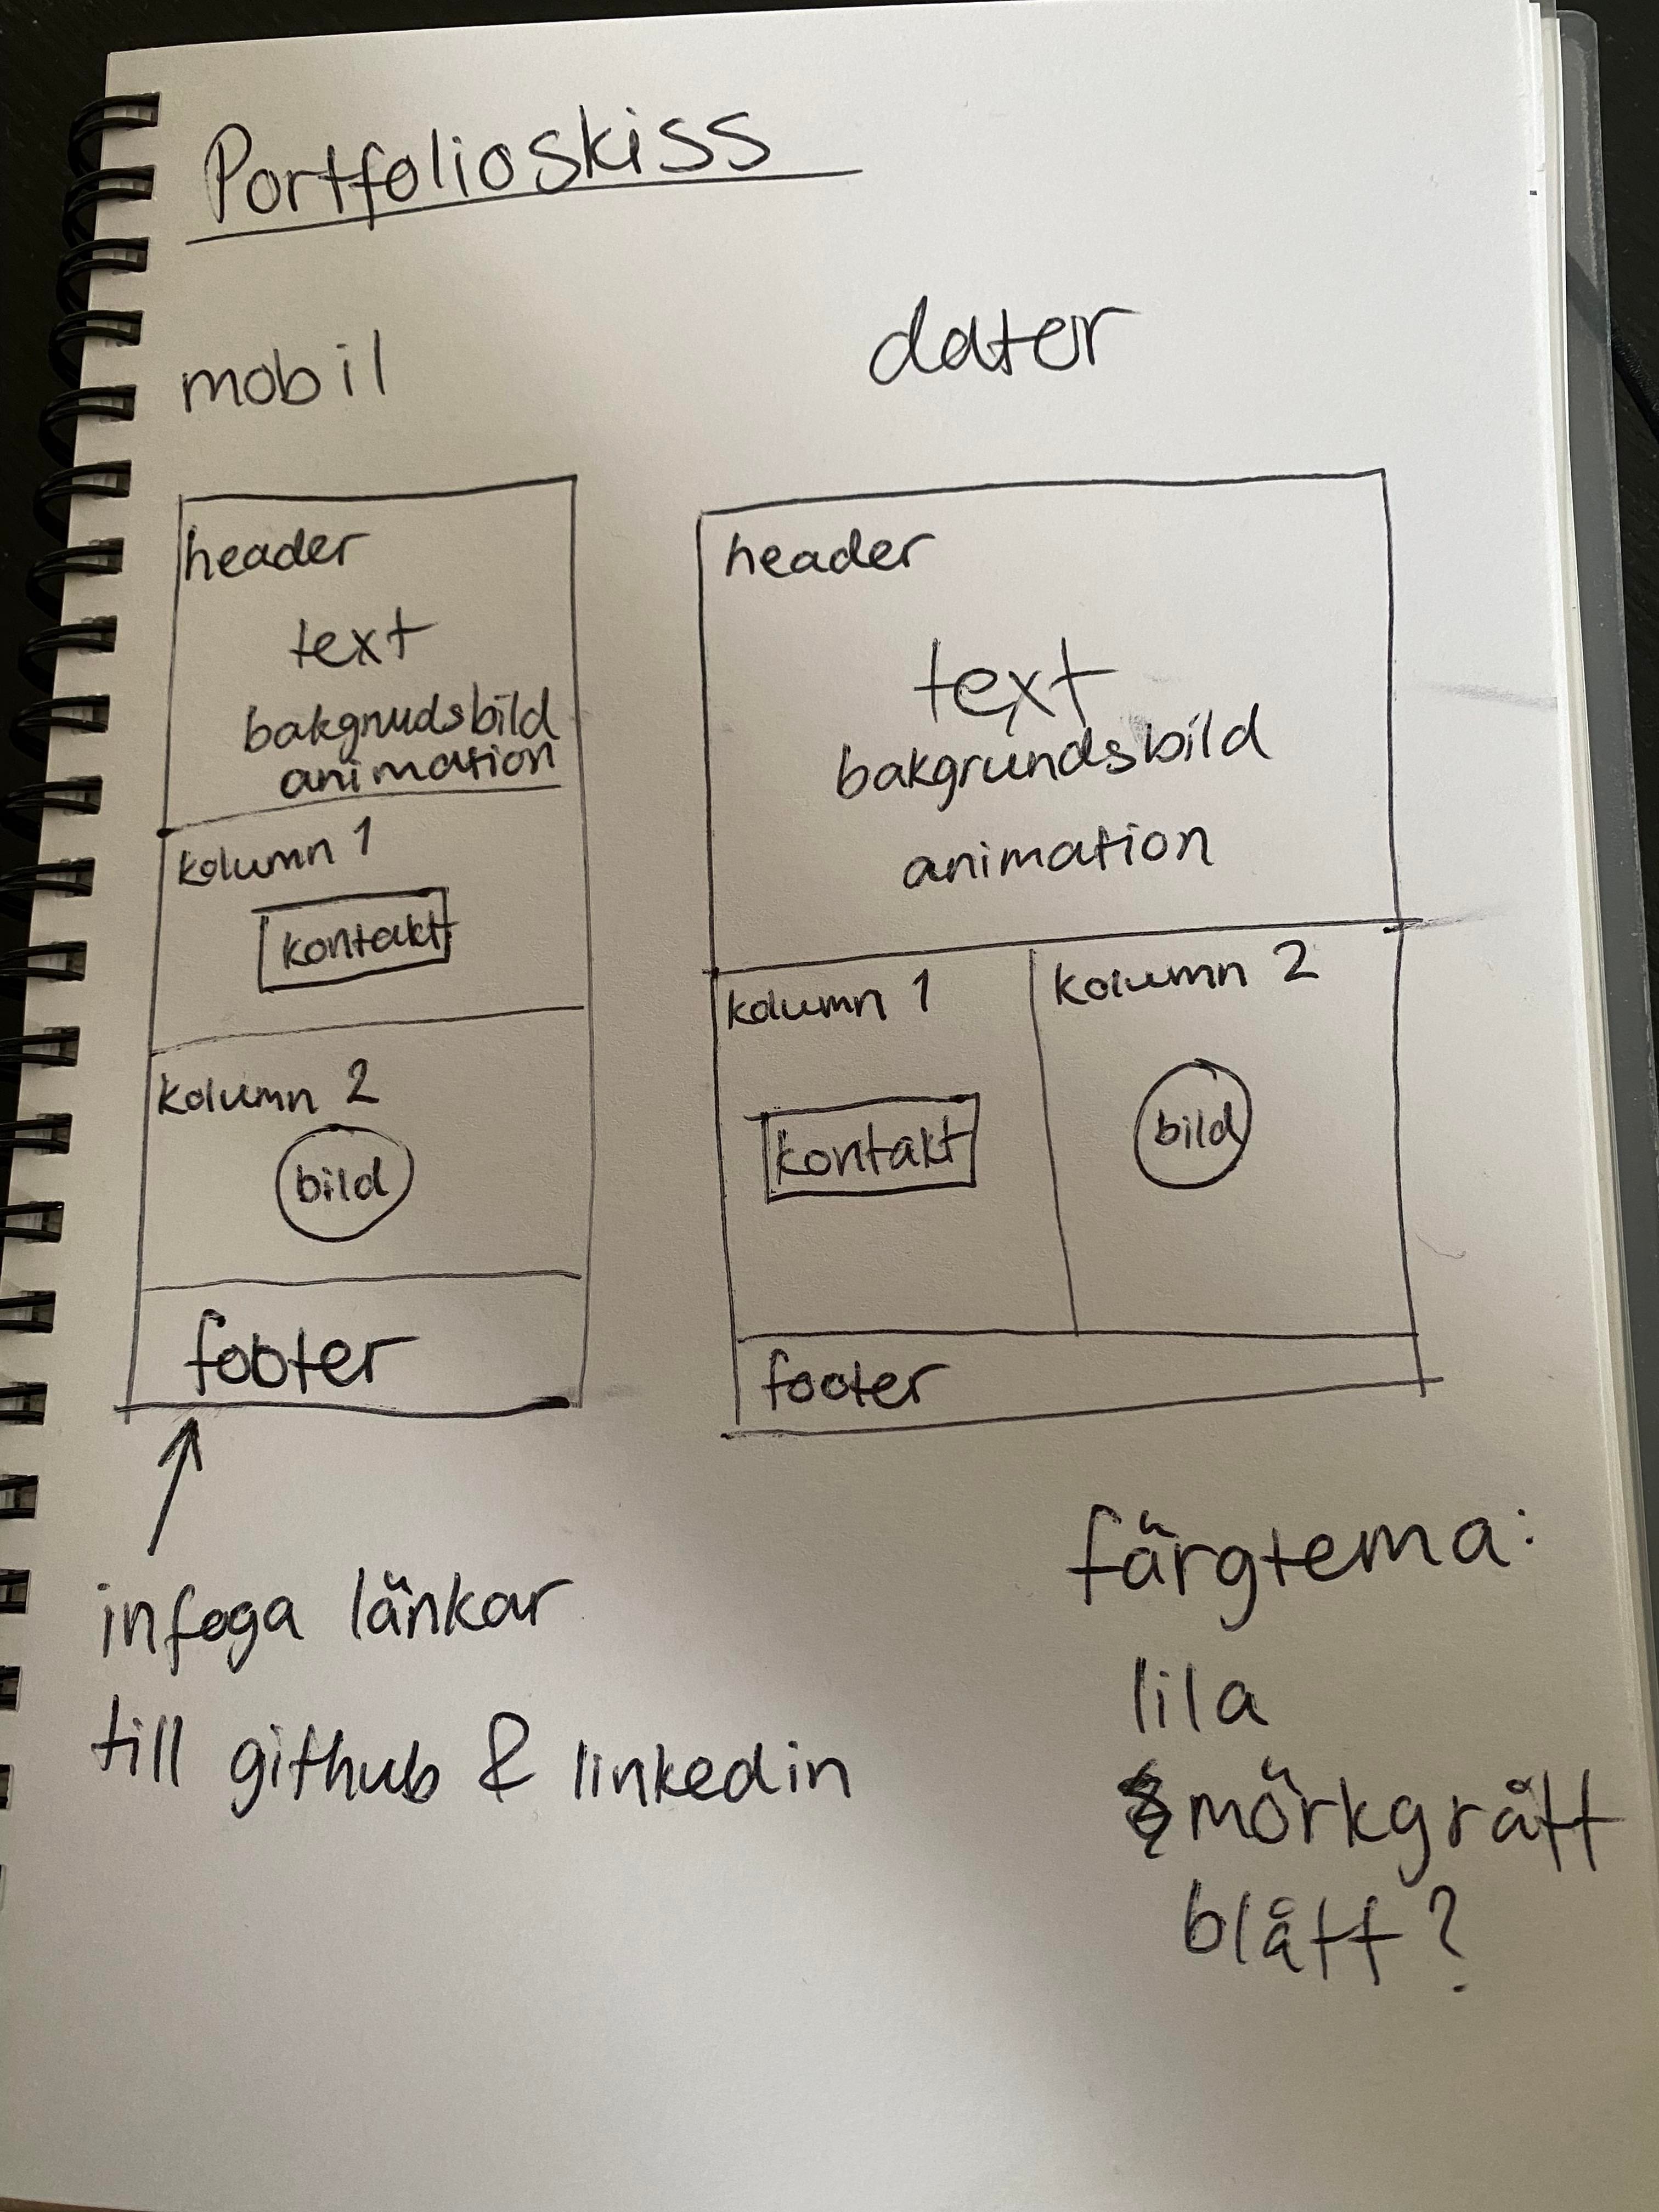 Portfolioskiss
mobil
header
text
bakgrudsbild
animation
kolumn 1
kontakt
kolumn 2
bild
footer
infoga länkar
till github & linkedin
dator
header
text
bakgrundsbild
animation
kolumn 1
kontakt
kolumn 2
bild
footer
färgtema:
lila
mörkgrått
blått?